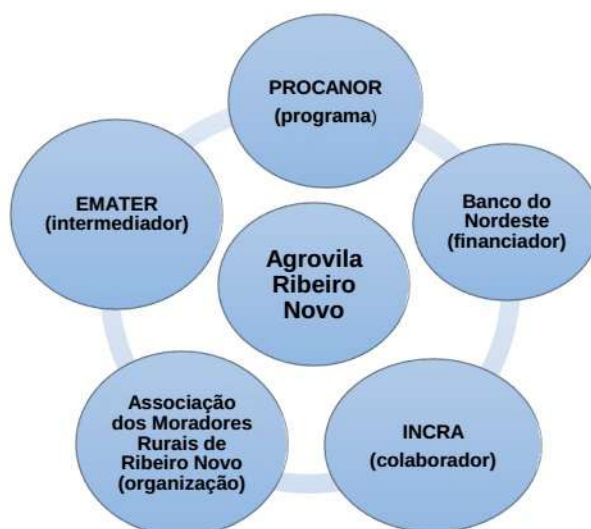 PROCANOR
(programa)
EMATER
(intermediador)
Banco do
Nordeste
(financiador)
Agrovila
Ribeiro
Novo
Associação
dos Moradores
Rurais de
Ribeiro Novo
(organização)
INCRA
(colaborador)